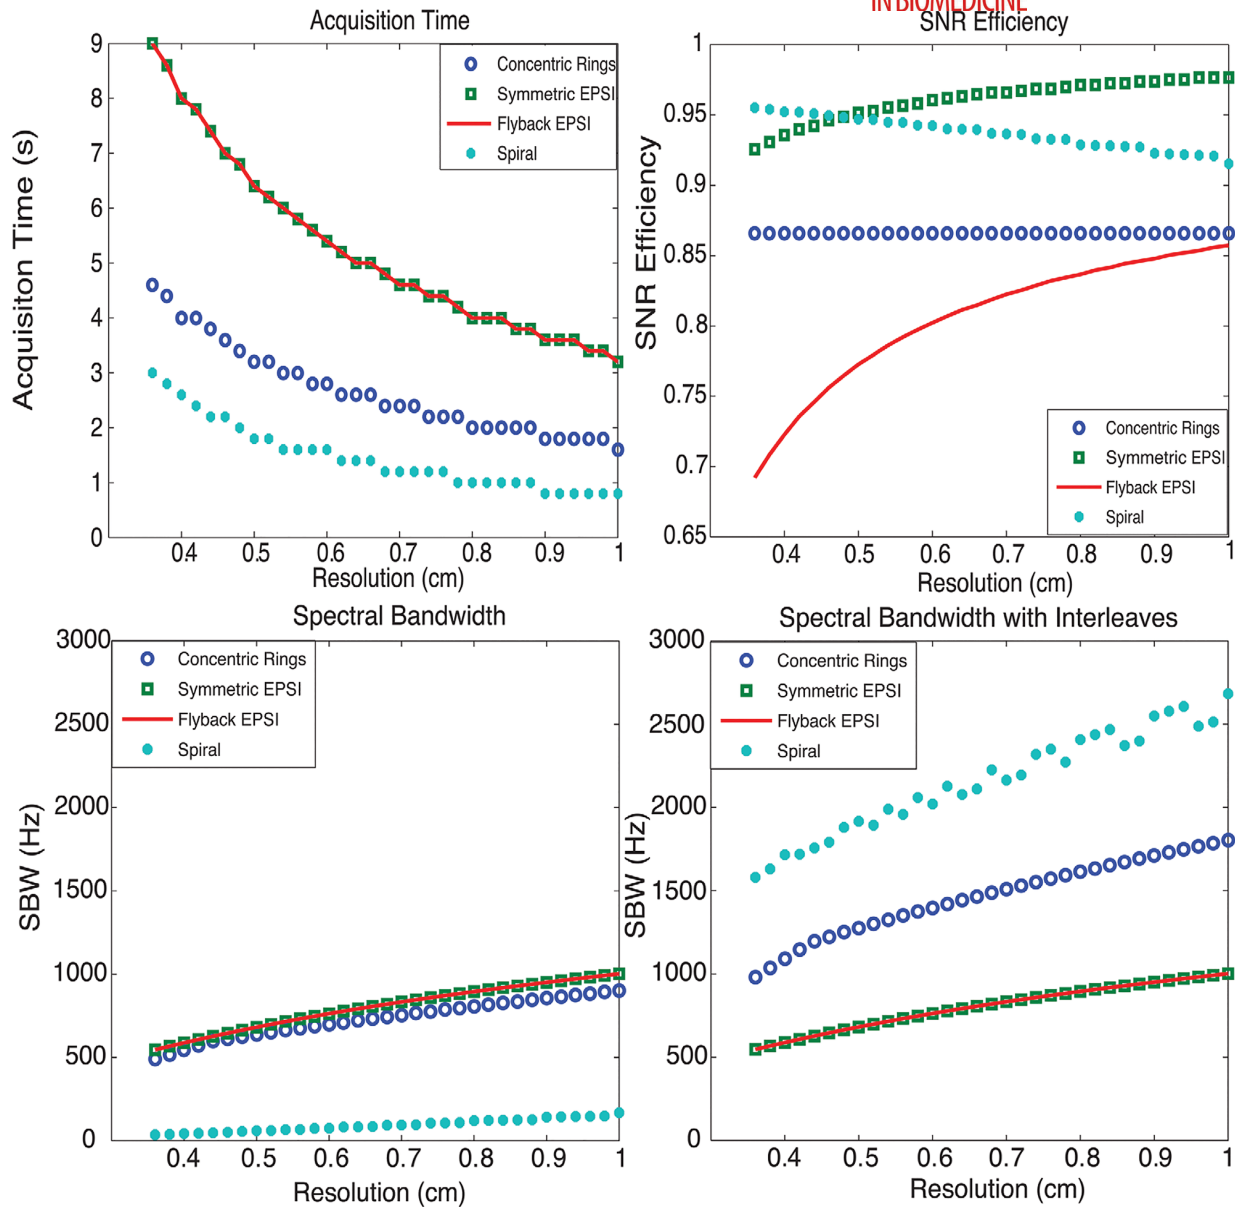 IN BIOMEDICINE
Acquisition Time
9
8
7
6
5
4
3
2
1
0
Acquisiton Time (s)
Concentric Rings
Symmetric EPSI
Flyback EPSI
Spiral
0.4 0.5 0.6 0.7 0.8 0.9 1
Resolution (cm)
SNR Efficiency
1
0.95
0.9
0.85
0.8
0.75
0.7
0.65
SNR Efficiency
Concentric Rings
Symmetric EPSI
Flyback EPSI
Spiral
0.4 0.5 0.6 0.7 0.8 0.9 1
Resolution (cm)
Spectral Bandwidth
3000
2500
2000
1500
1000
500
0
SBW (Hz)
Concentric Rings
Symmetric EPSI
Flyback EPSI
Spiral
0.4 0.5 0.6 0.7 0.8 0.9 1
Resolution (cm)
Spectral Bandwidth with Interleaves
3000
2500
2000
1500
1000
500
0
SBW (Hz)
Concentric Rings
Symmetric EPSI
Flyback EPSI
Spiral
0.4 0.5 0.6 0.7 0.8 0.9 1
Resolution (cm)